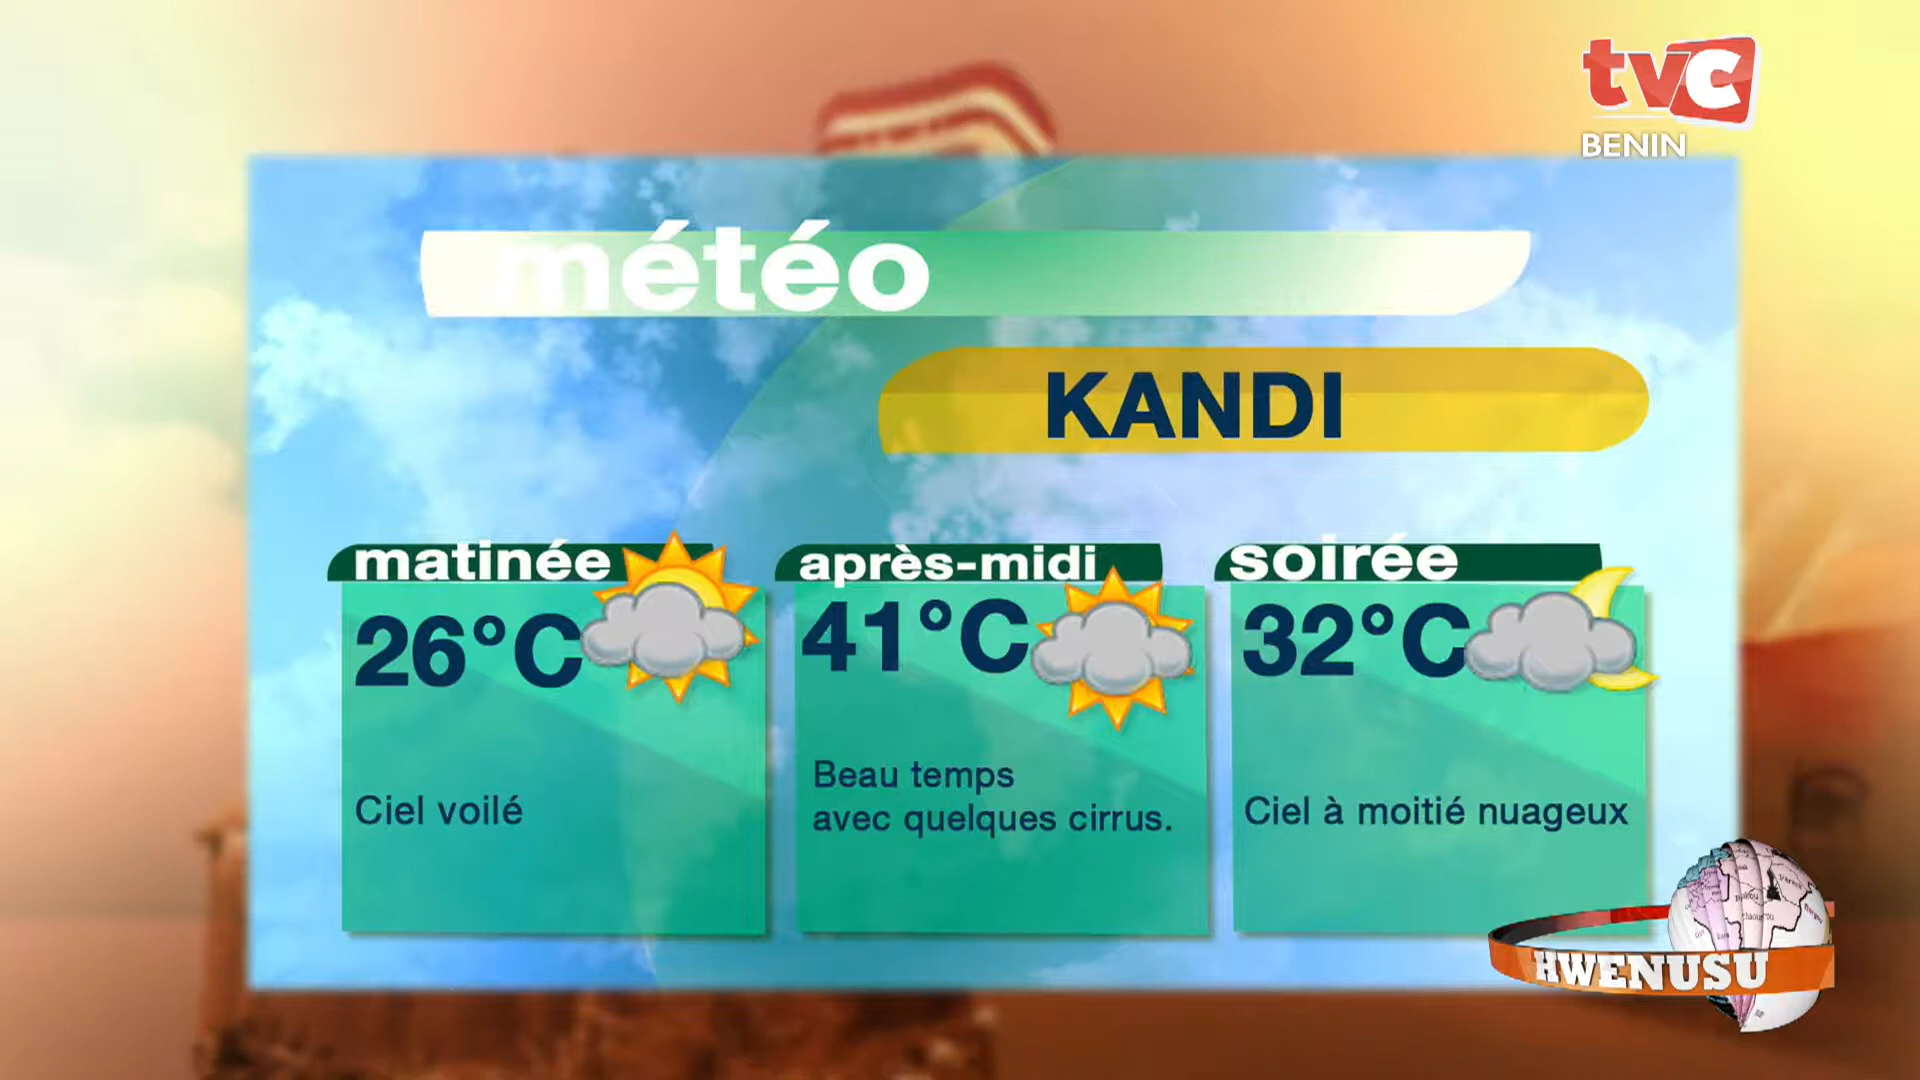 tvc
BENIN
météo
KANDI
matinée
26°C
Ciel voilé
après-midi
41°C
Beau temps
avec quelques cirrus.
soirée
32°C
Ciel à moitié nuageux
HWENUSU